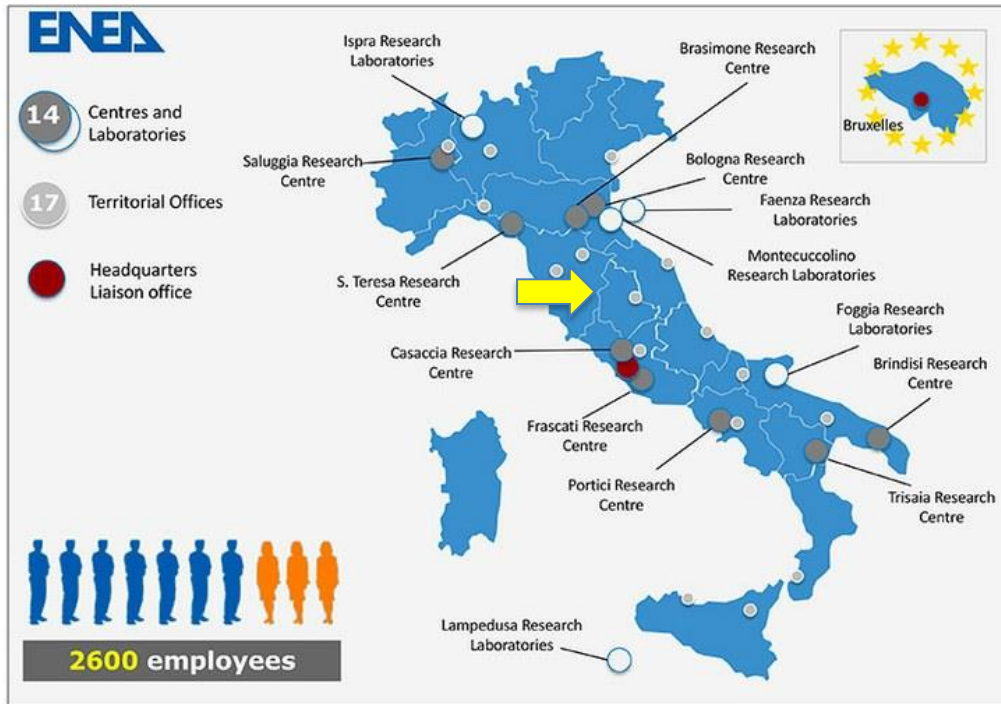 ENEA
14
Centres and
Laboratories
17
Territorial Offices
Headquarters
Liaison office
Ispra Research
Laboratories
Brasimone Research
Centre
Bruxelles
Saluggia Research
Centre
Bologna Research
Centre
Faenza Research
Laboratories
Montecuccolino
Research Laboratories
S. Teresa Research
Centre
Foggia Research
Laboratories
Casaccia Research
Centre
Brindisi Research
Centre
Frascati Research
Centre
Portici Research
Centre
Trisaia Research
Centre
Lampedusa Research
Laboratories
2600 employees